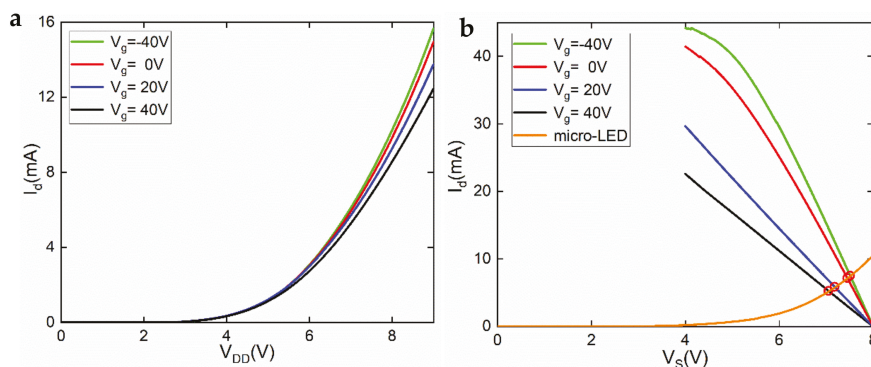 a
I_d(mA)
16
12
8
4
0
V_g=-40V
V_g=  0V
V_g= 20V
V_g= 40V
0 2 4 6 8
V_DD(V)
b
I_d(mA)
40
30
20
10
0
V_g=-40V
V_g=  0V
V_g= 20V
V_g= 40V
micro-LED
0 2 4 6 8
V_S(V)